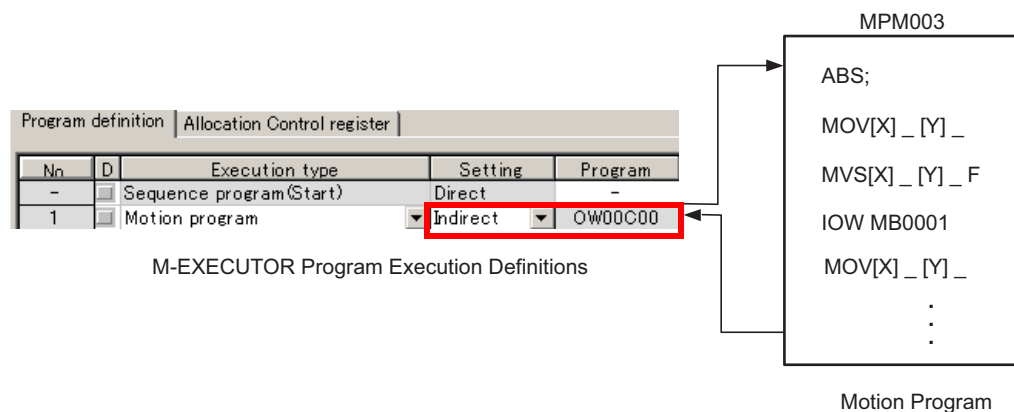 MPM003
ABS;
MOV[X] _ [Y] _
MVS[X] _ [Y] _ F
IOW MB0001
MOV[X] _ [Y] _
.
.
.
Motion Program
Program definition Allocation Control register
No D Execution type Setting Program
- Sequence program(Start) Direct -
1 Motion program Indirect OW00C00
M-EXECUTOR Program Execution Definitions